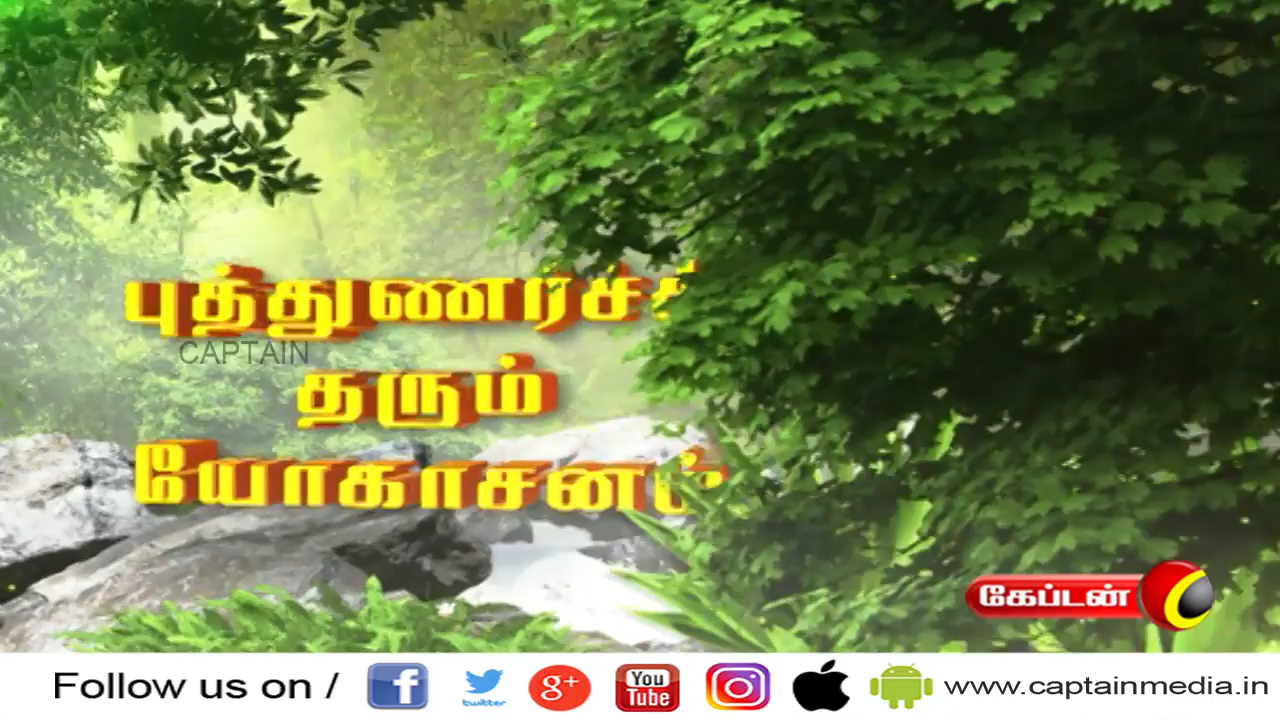 புத்துணர்ச்சி
CAPTAIN
தரும்
யோகாசனம்
கேப்டன்
Follow us on /
f
twitter
g+
You
Tube
www.captainmedia.in